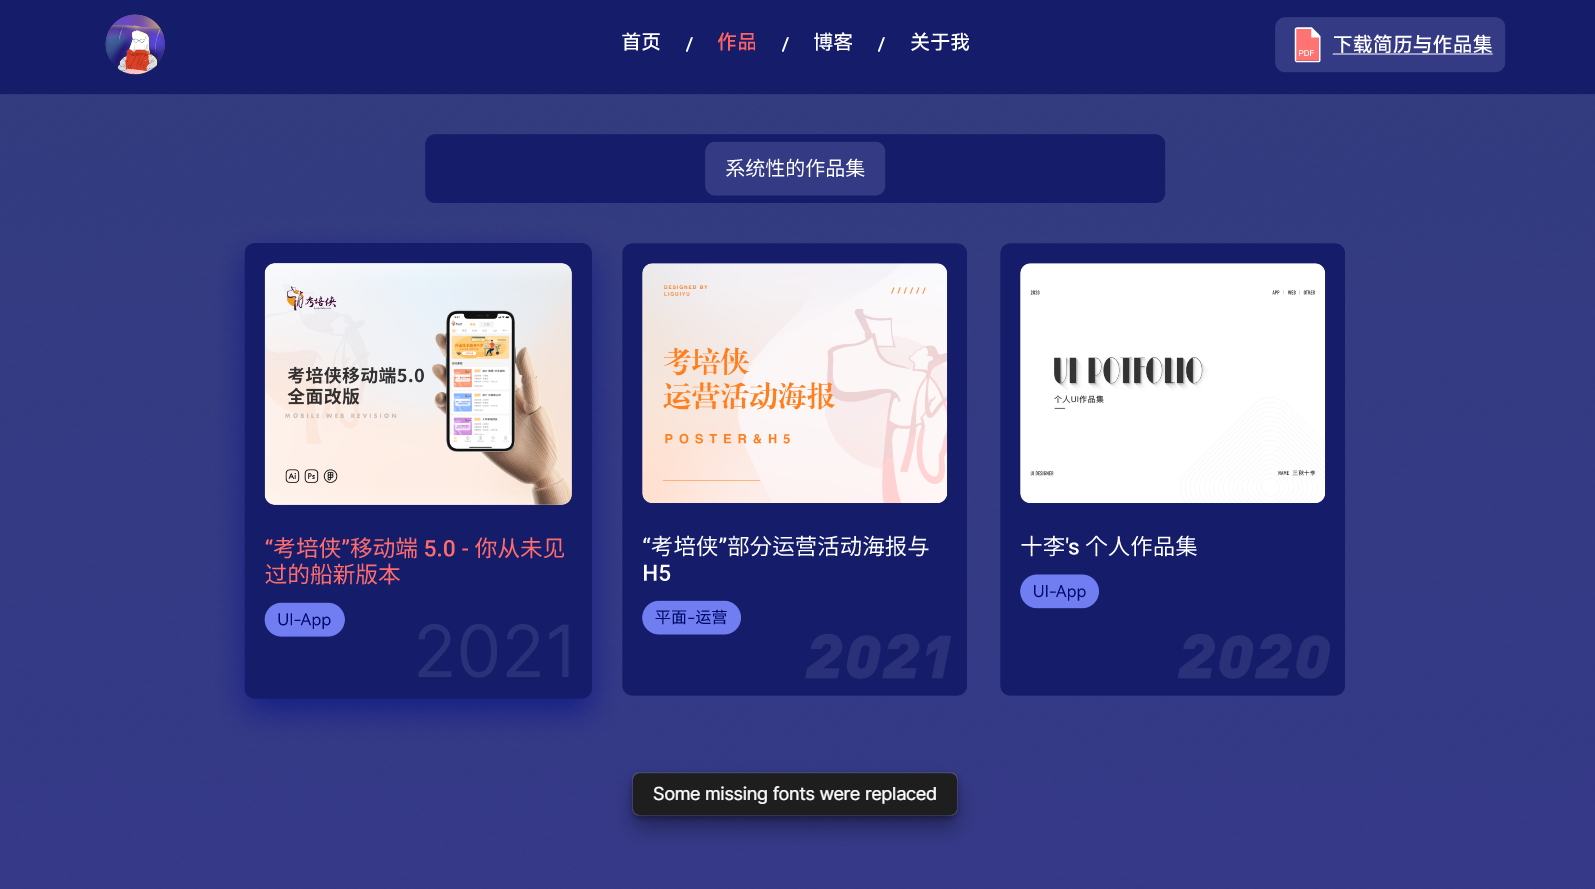 首页 / 作品 / 博客 / 关于我
PDF
下载简历与作品集
系统性的作品集
考培侠
考培侠移动端5.0
全面改版
MOBILE WEB REVISION
Ai Ps
“考培侠”移动端 5.0 - 你从未见
过的船新版本
UI-App
2021
DESIGNED BY
LIGUIYU
//////
考培侠
运营活动海报
POSTER&H5
“考培侠”部分运营活动海报与
H5
平面-运营
2021
2020
APP | WEB | OTHER
UI POTFOLIO
个人UI作品集
UI DESIGNER
NAME 三秋十李
十李's 个人作品集
UI-App
2020
Some missing fonts were replaced